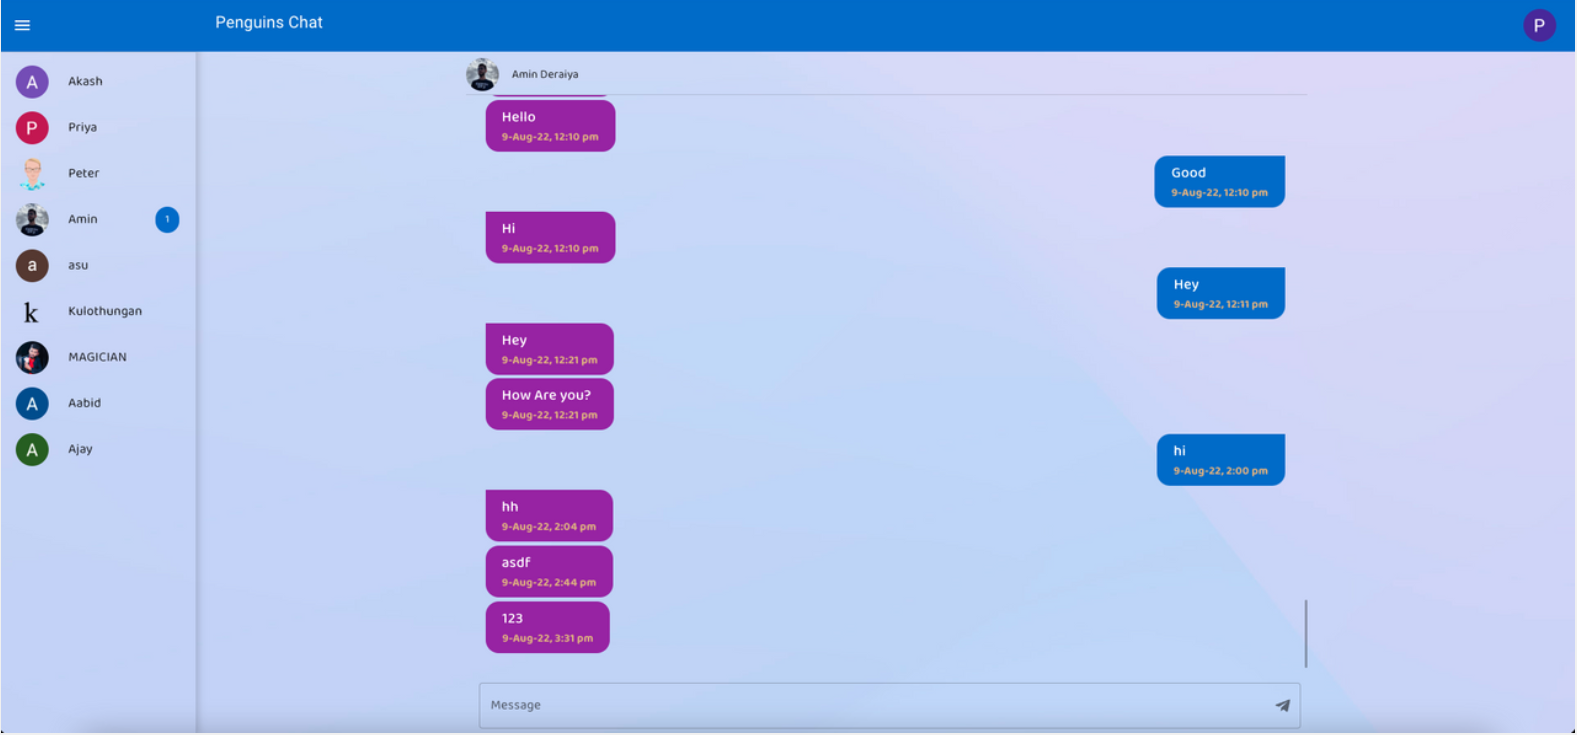 Penguins Chat
P
A Akash
P Priya
Peter
Amin 1
a asu
k Kulothungan
MAGICIAN
A Aabid
A Ajay
Amin Deraiya
Hello
9-Aug-22, 12:10 pm
Good
9-Aug-22, 12:10 pm
Hi
9-Aug-22, 12:10 pm
Hey
9-Aug-22, 12:11 pm
Hey
9-Aug-22, 12:21 pm
How Are you?
9-Aug-22, 12:21 pm
hi
9-Aug-22, 2:00 pm
hh
9-Aug-22, 2:04 pm
asdf
9-Aug-22, 2:44 pm
123
9-Aug-22, 3:31 pm
Message